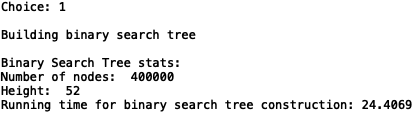 Choice: 1
Building binary search tree
Binary Search Tree stats:
Number of nodes:  400000
Height:  52
Running time for binary search tree construction: 24.4069